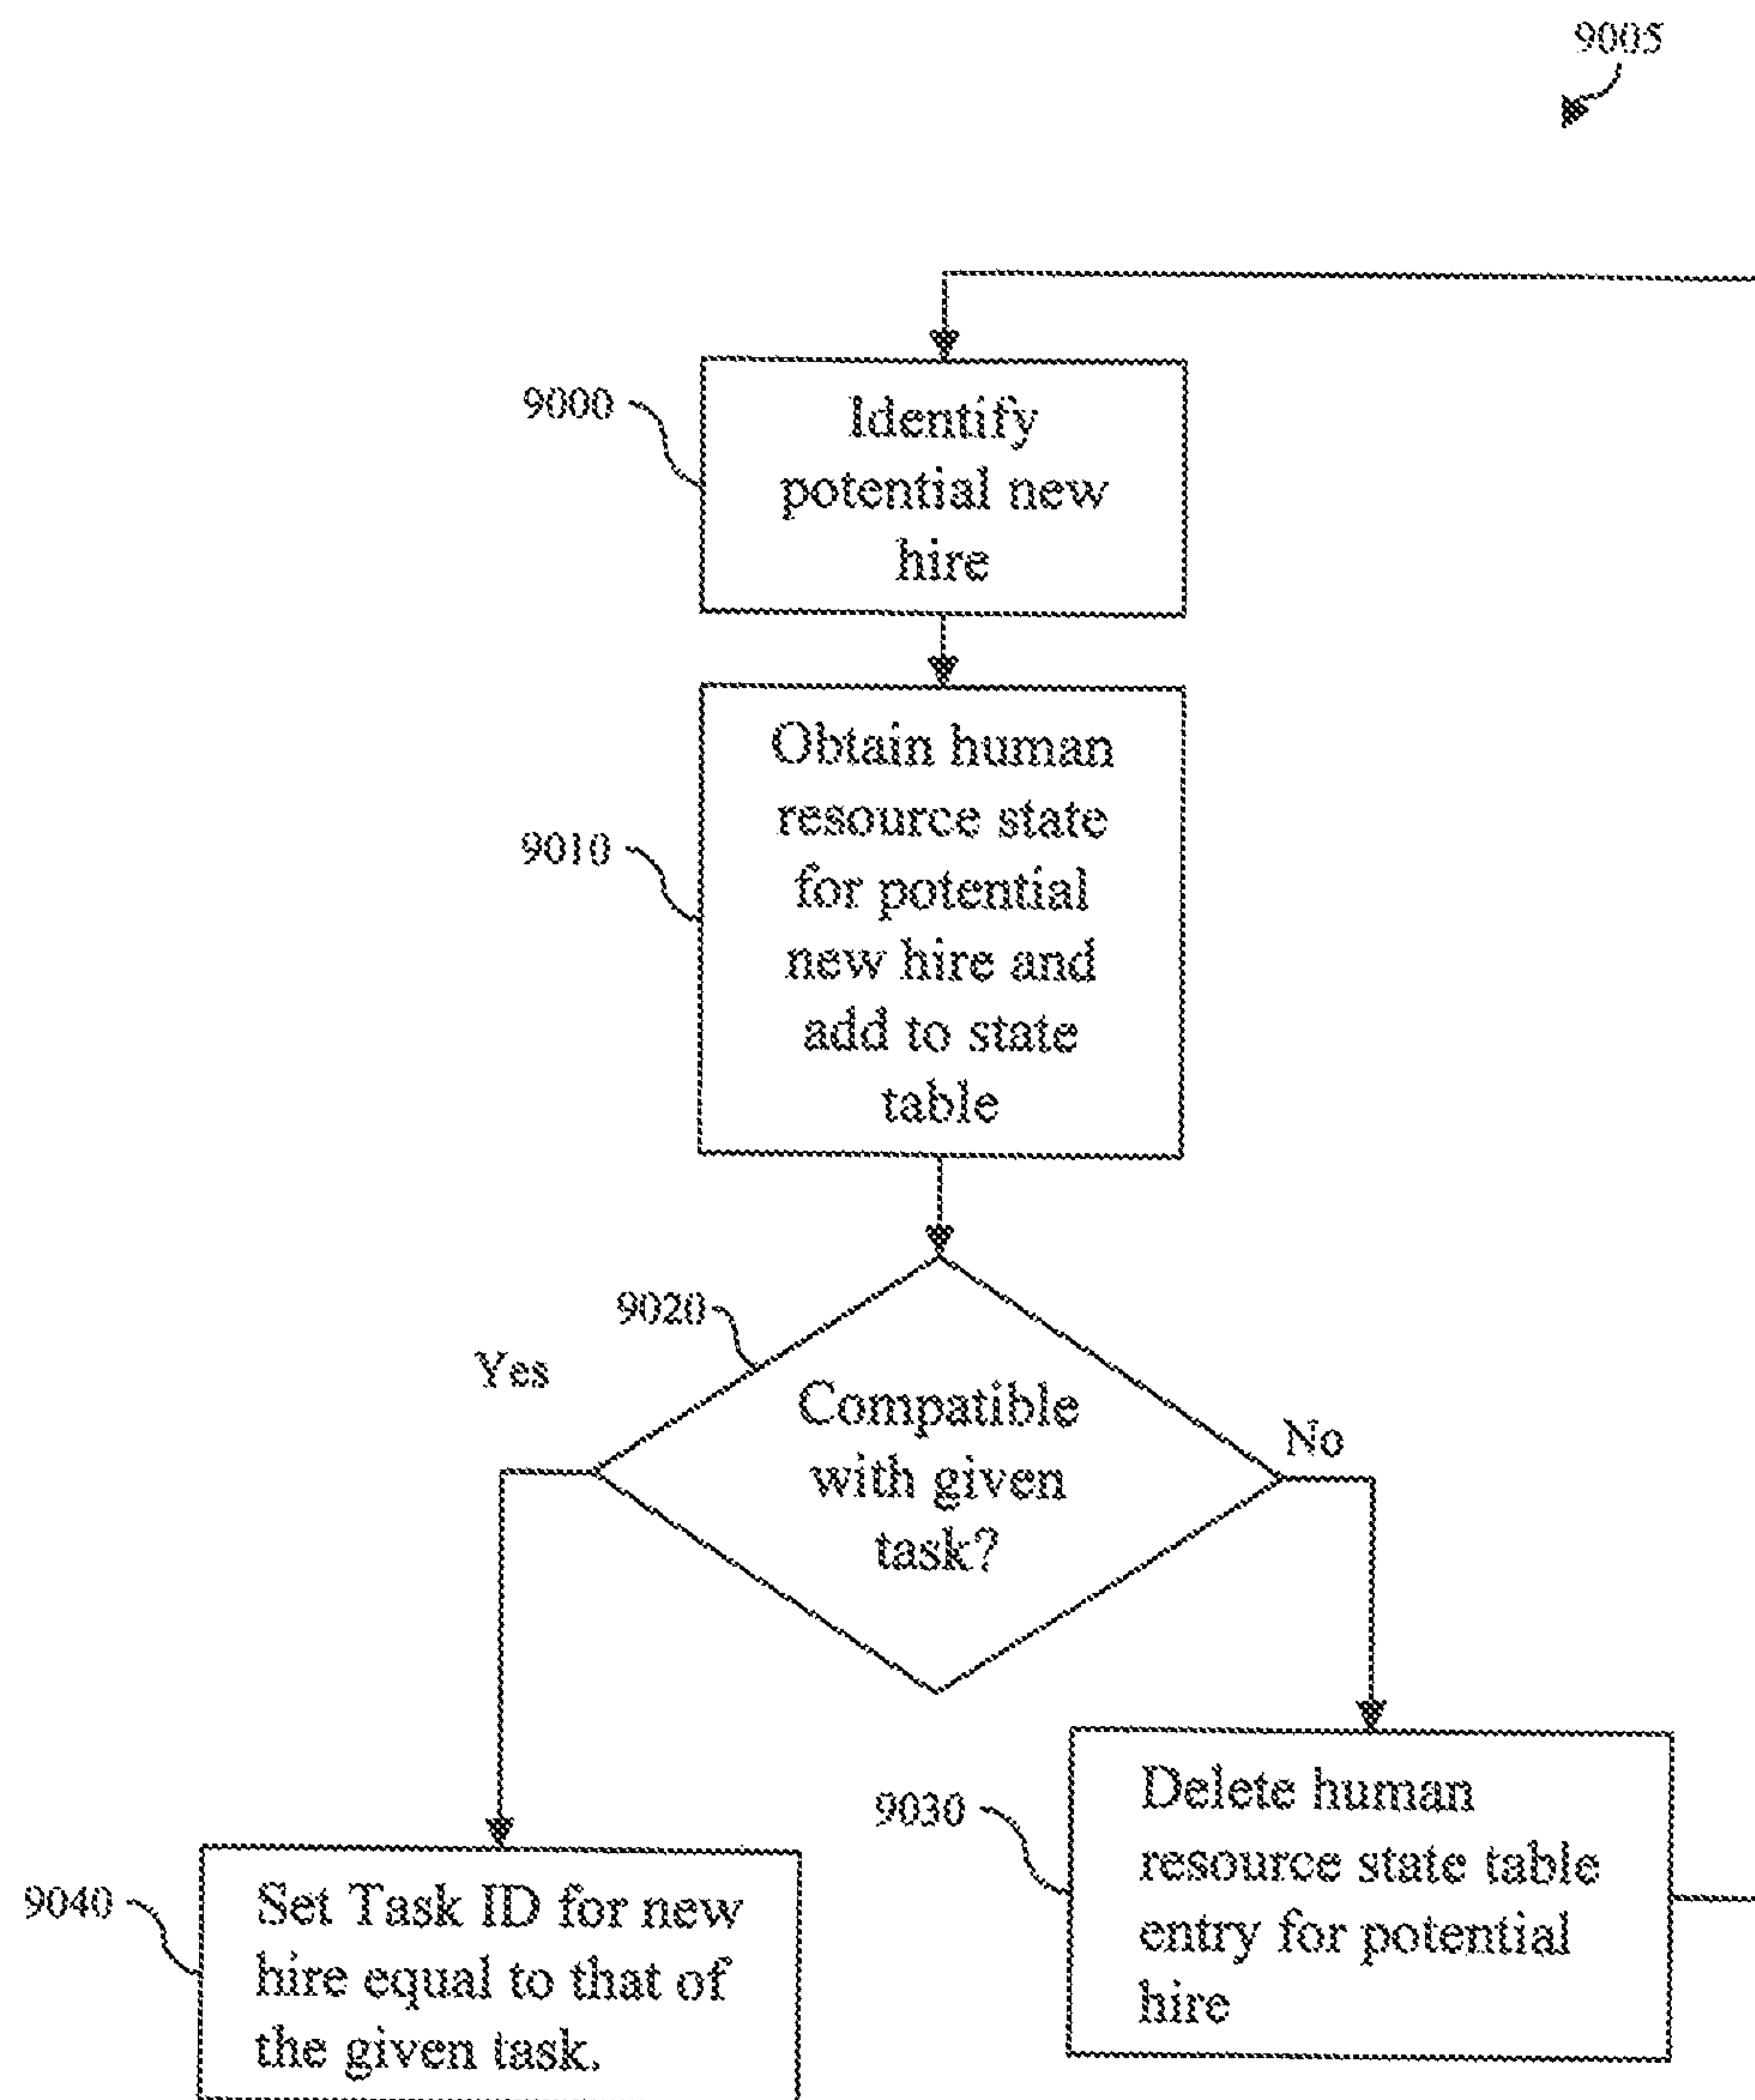 9005
9000
Identify
potential new
hire
9010
Obtain human
resource state
for potential
new hire and
add to state
table
9020
Yes
Compatible
with given
task?
No
9030
Delete human
resource state table
entry for potential
hire
9040
Set Task ID for new
hire equal to that of
the given task.